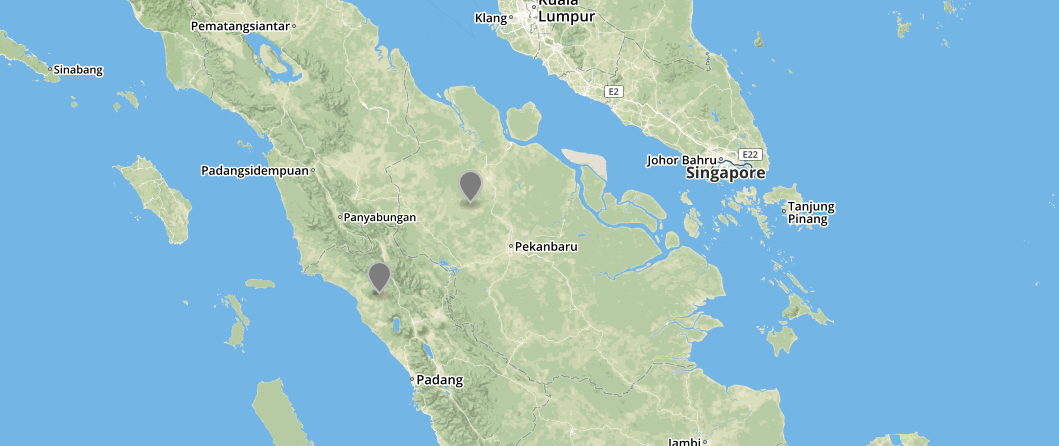 Kuala
Lumpur
Klang
Pematangsiantar
Sinabang
E2
E22
Johor Bahru
Singapore
Padangsidempuan
Tanjung
Pinang
Panyabungan
Pekanbaru
Padang
Jambi